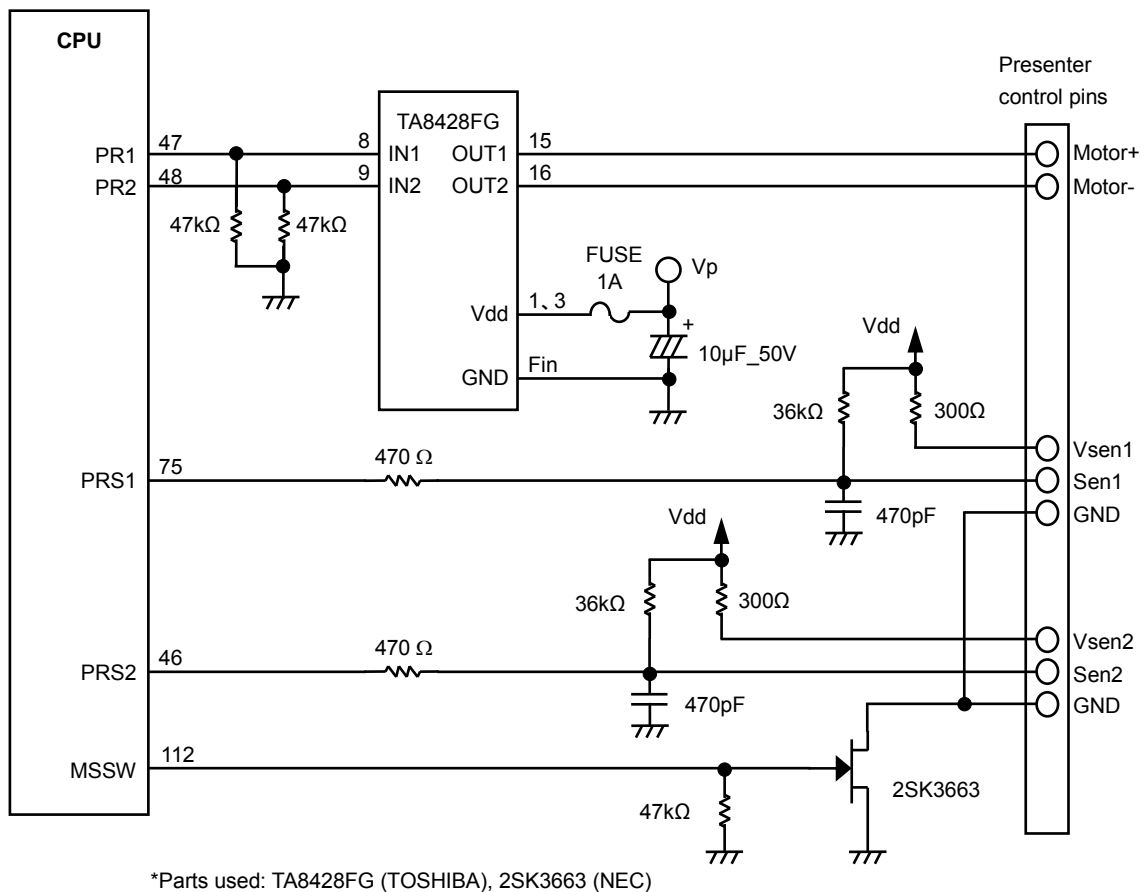 CPU
Presenter
control pins
TA8428FG
PR1 47 8 IN1 OUT1 15 Motor+
PR2 48 9 IN2 OUT2 16 Motor-
47kΩ 47kΩ
FUSE
1A
Vp
Vdd 1、3
+
10µF_50V
GND Fin
Vdd
36kΩ 300Ω
Vsen1
PRS1 75 470 Ω Sen1
470pF GND
Vdd
36kΩ 300Ω
Vsen2
PRS2 46 470 Ω Sen2
470pF GND
MSSW 112
2SK3663
47kΩ
*Parts used: TA8428FG (TOSHIBA), 2SK3663 (NEC)